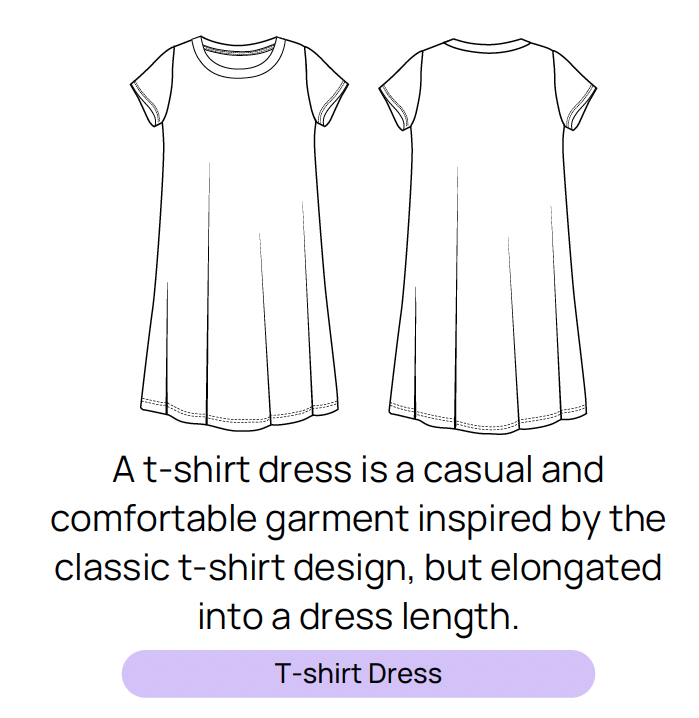 A t-shirt dress is a casual and
comfortable garment inspired by the
classic t-shirt design, but elongated
into a dress length.
T-shirt Dress